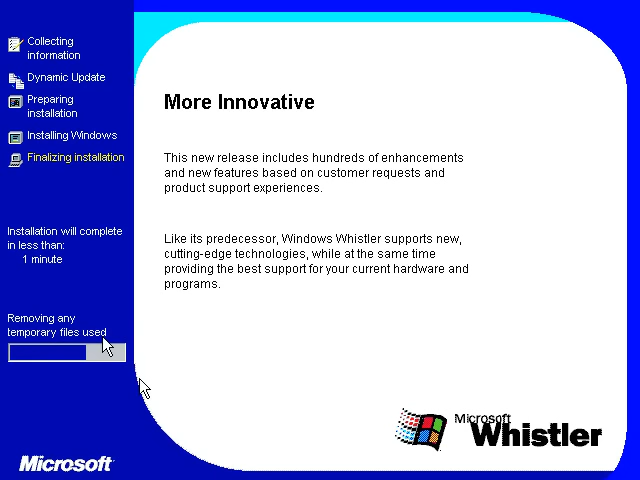 Collecting
information
Dynamic Update
Preparing
installation
Installing Windows
Finalizing installation
Installation will complete
in less than:
1 minute
Removing any
temporary files used
Microsoft
More Innovative
This new release includes hundreds of enhancements
and new features based on customer requests and
product support experiences.
Like its predecessor, Windows Whistler supports new,
cutting-edge technologies, while at the same time
providing the best support for your current hardware and
programs.
Microsoft
Whistler